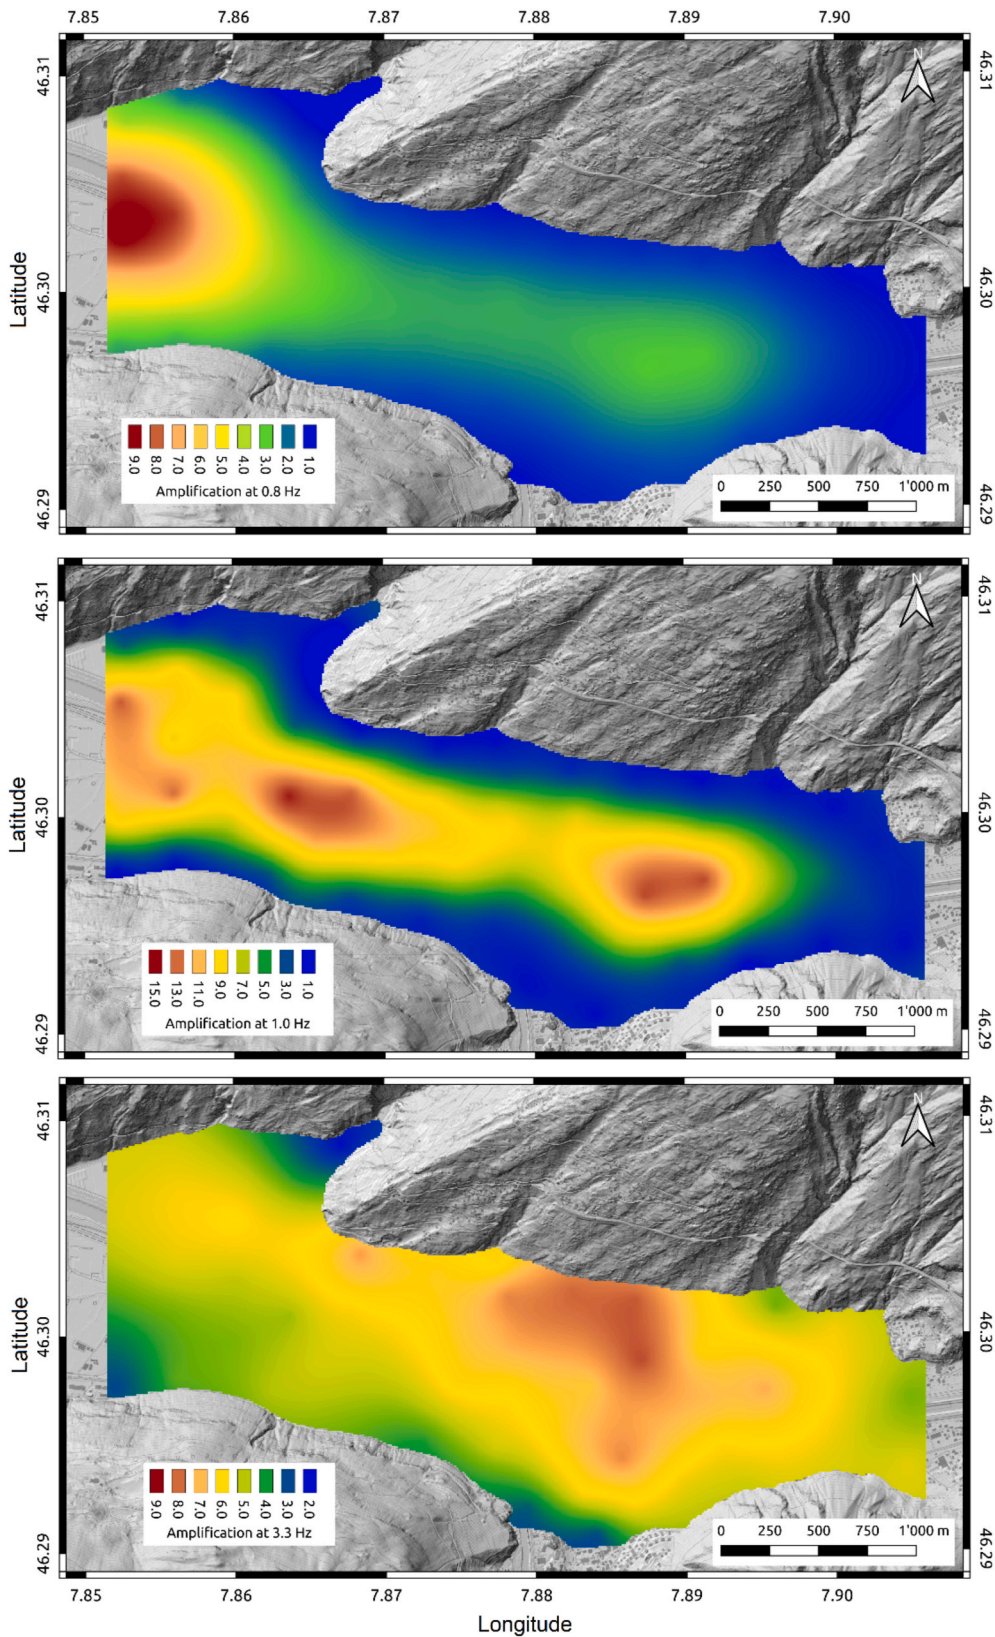 7.85 7.86 7.87 7.88 7.89 7.90
46.31 46.31
N
Latitude
46.30 46.30
9.0 8.0 7.0 6.0 5.0 4.0 3.0 2.0 1.0
Amplification at 0.8 Hz
0 250 500 750 1'000 m
46.29 46.29
46.31 46.31
N
Latitude
46.30 46.30
15.0 13.0 11.0 9.0 7.0 5.0 3.0 1.0
Amplification at 1.0 Hz
0 250 500 750 1'000 m
46.29 46.29
46.31 46.31
N
Latitude
46.30 46.30
9.0 8.0 7.0 6.0 5.0 4.0 3.0 2.0
Amplification at 3.3 Hz
0 250 500 750 1'000 m
46.29 46.29
7.85 7.86 7.87 7.88 7.89 7.90
Longitude